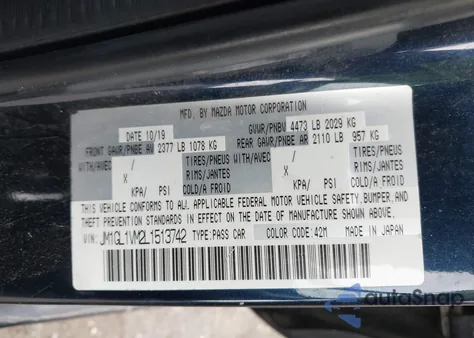 MFD. BY MAZDA MOTOR CORPORATION
DATE 10/19 GVWR/PNBV 4473 LB 2029 KG
FRONT GAWR/PNBE AV 2377 LB 1078 KG REAR GAWR/PNBE AR 2110 LB 957 KG
WITH/AVEC / TIRES/PNEUS WITH/AVEC / TIRES/PNEUS
X RIMS/JANTES X RIMS/JANTES
KPA/ PSI COLD/A FROID KPA/ PSI COLD/A FROID
THIS VEHICLE CONFORMS TO ALL APPLICABLE FEDERAL MOTOR VEHICLE SAFETY, BUMPER, AND
THEFT PREVENTION STANDARDS IN EFFECT ON THE DATE OF MANUFACTURE SHOWN ABOVE.
VIN: JM1GL1VM2L1513742 TYPE:PASS CAR COLOR CODE: 42M MADE IN JAPAN
autoSnap